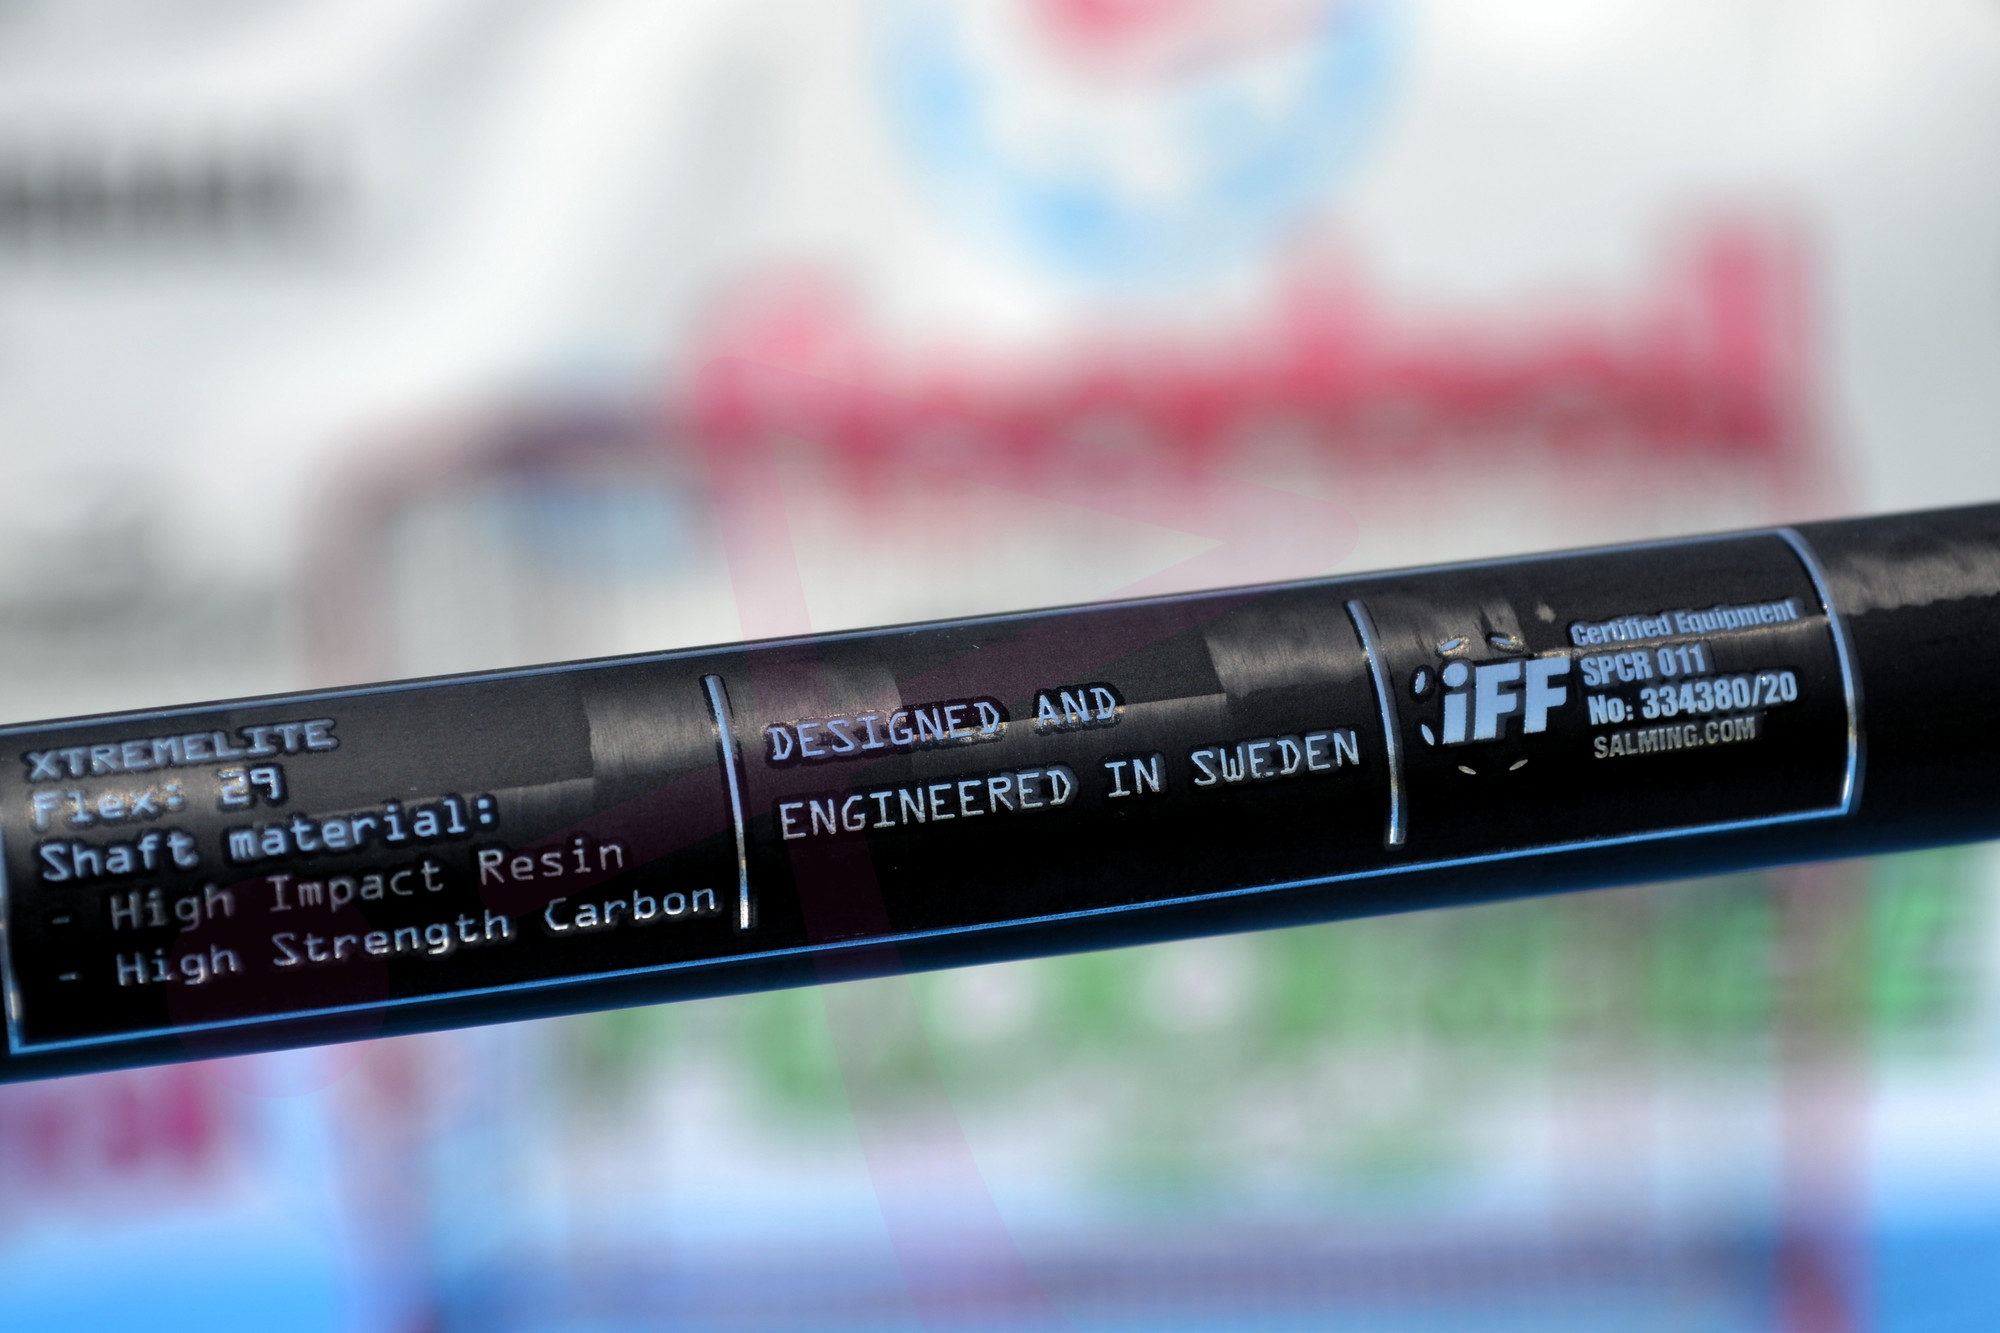 XTREMELITE
Flex: 29
Shaft material:
- High Impact Resin
- High Strength Carbon
DESIGNED AND
ENGINEERED IN SWEDEN
iFF
Certified Equipment
SPCR 011
No: 334380/20
SALMING.COM